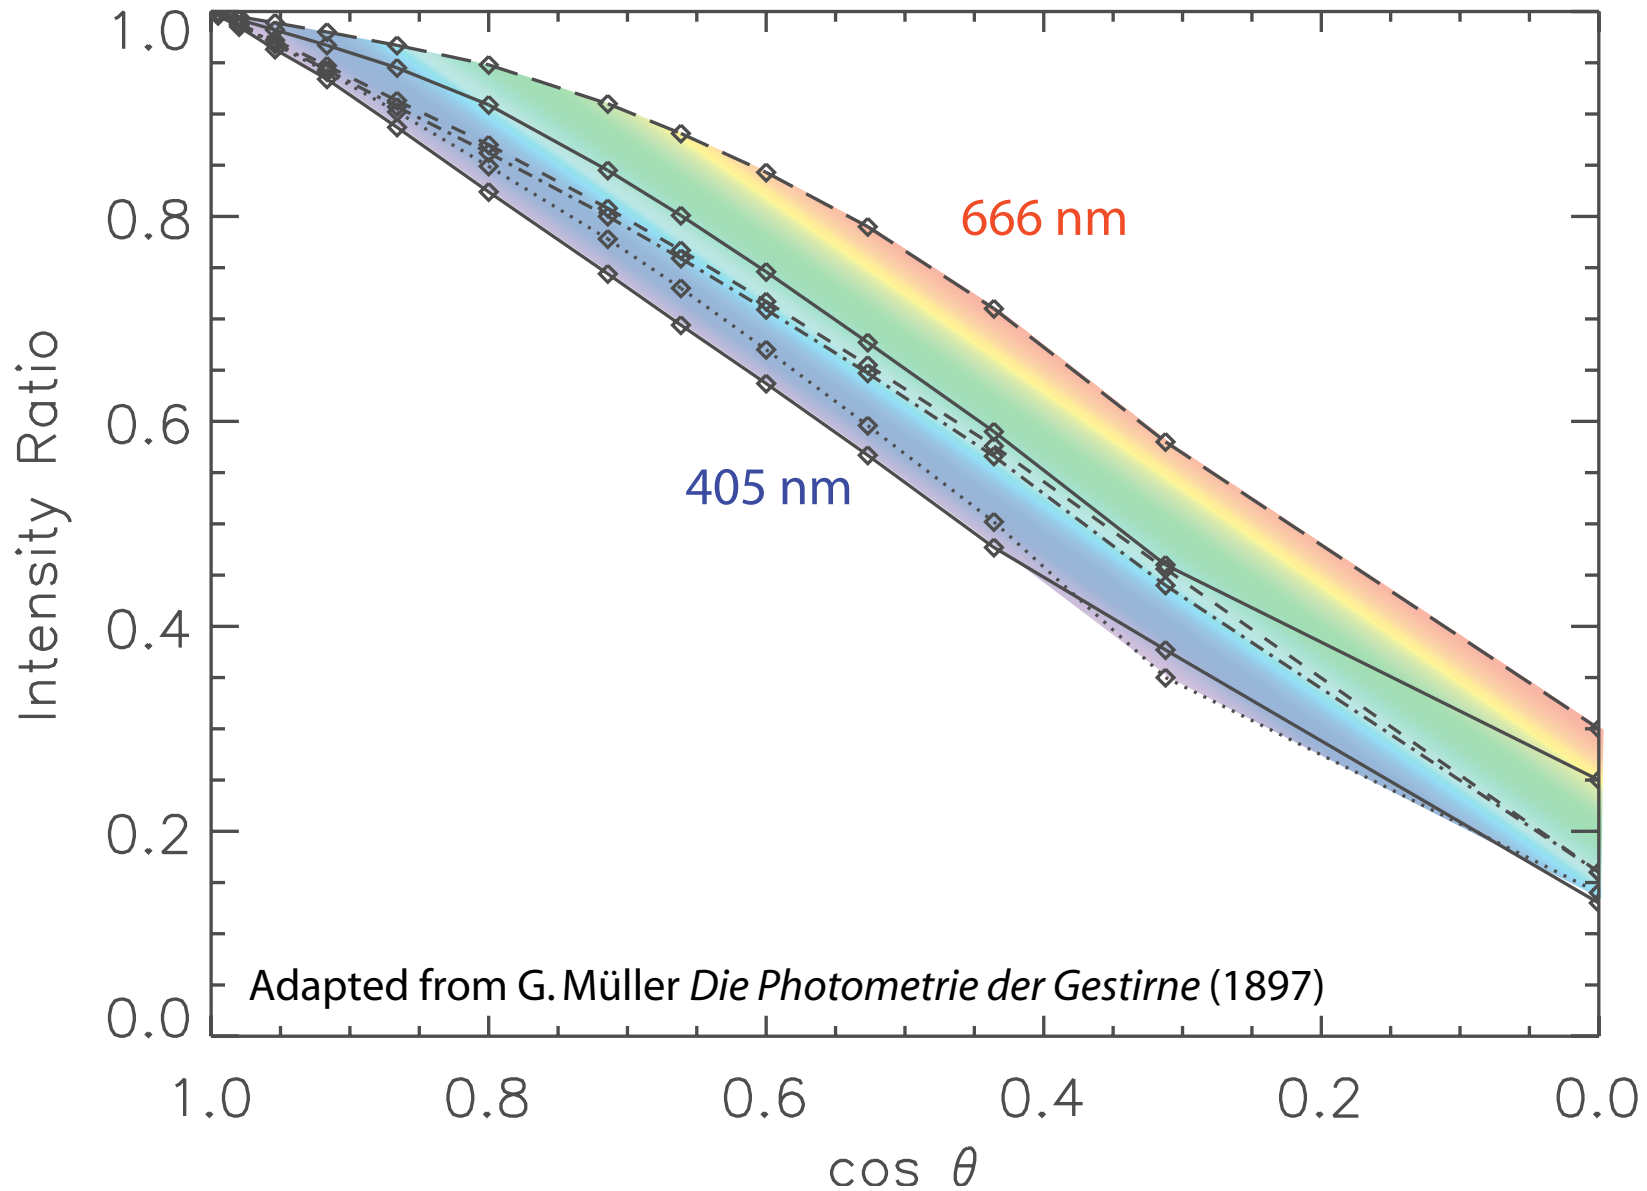 1.0
0.8
0.6
0.4
0.2
0.0
Intensity Ratio
666 nm
405 nm
Adapted from G. Müller Die Photometrie der Gestirne (1897)
1.0 0.8 0.6 0.4 0.2 0.0
cos θ